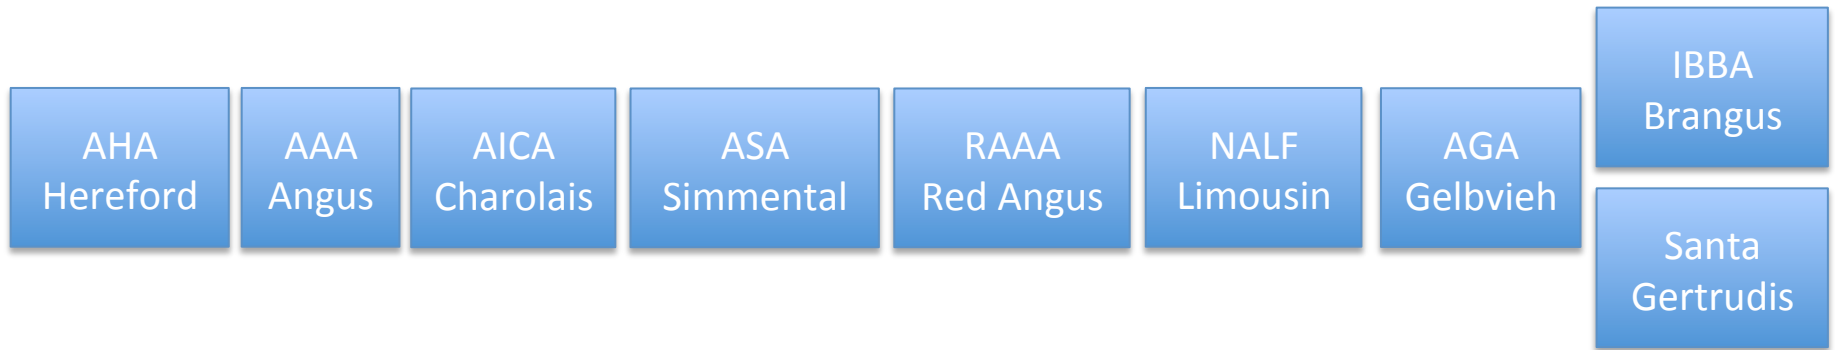 AHA
Hereford
AAA
Angus
AICA
Charolais
ASA
Simmental
RAAA
Red Angus
NALF
Limousin
AGA
Gelbvieh
IBBA
Brangus
Santa
Gertrudis